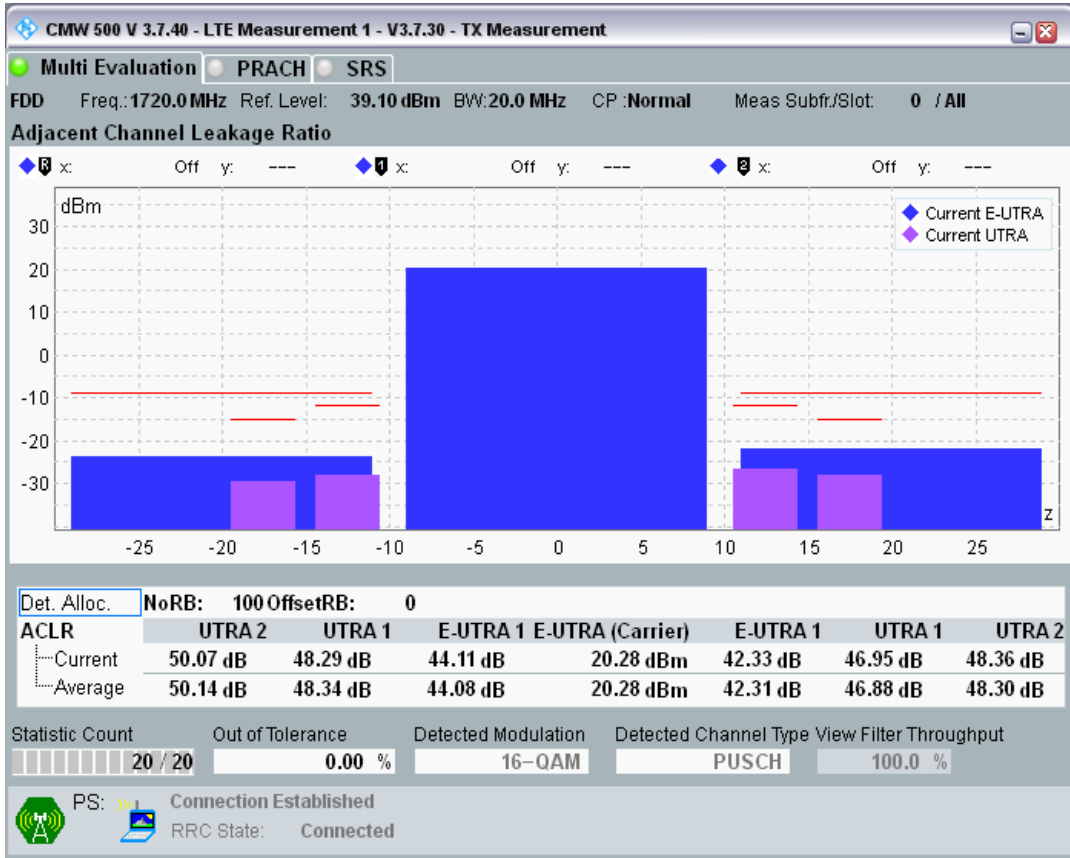 CMW 500 V 3.7.40 - LTE Measurement 1 - V3.7.30 - TX Measurement
Multi Evaluation PRACH SRS
FDD Freq.:1720.0 MHz Ref. Level: 39.10 dBm BW:20.0 MHz CP :Normal Meas Subfr./Slot: 0 / All
Adjacent Channel Leakage Ratio
R x: Off y: --- 1 x: Off y: --- 2 x: Off y: ---
dBm
Current E-UTRA
Current UTRA
30
20
10
0
-10
-20
-30
z
-25 -20 -15 -10 -5 0 5 10 15 20 25
Det. Alloc. NoRB: 100 OffsetRB: 0
ACLR UTRA 2 UTRA 1 E-UTRA 1 E-UTRA (Carrier) E-UTRA 1 UTRA 1 UTRA 2
Current 50.07 dB 48.29 dB 44.11 dB 20.28 dBm 42.33 dB 46.95 dB 48.36 dB
Average 50.14 dB 48.34 dB 44.08 dB 20.28 dBm 42.31 dB 46.88 dB 48.30 dB
Statistic Count Out of Tolerance Detected Modulation Detected Channel Type View Filter Throughput
20 / 20 0.00 % 16-QAM PUSCH 100.0 %
PS: Connection Established
RRC State: Connected